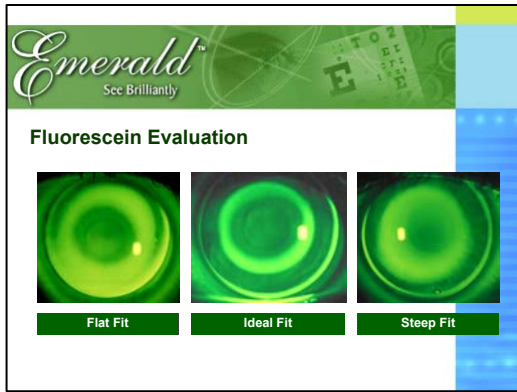 Emerald™
See Brilliantly
E
T O Z
Fluorescein Evaluation
Flat Fit
Ideal Fit
Steep Fit